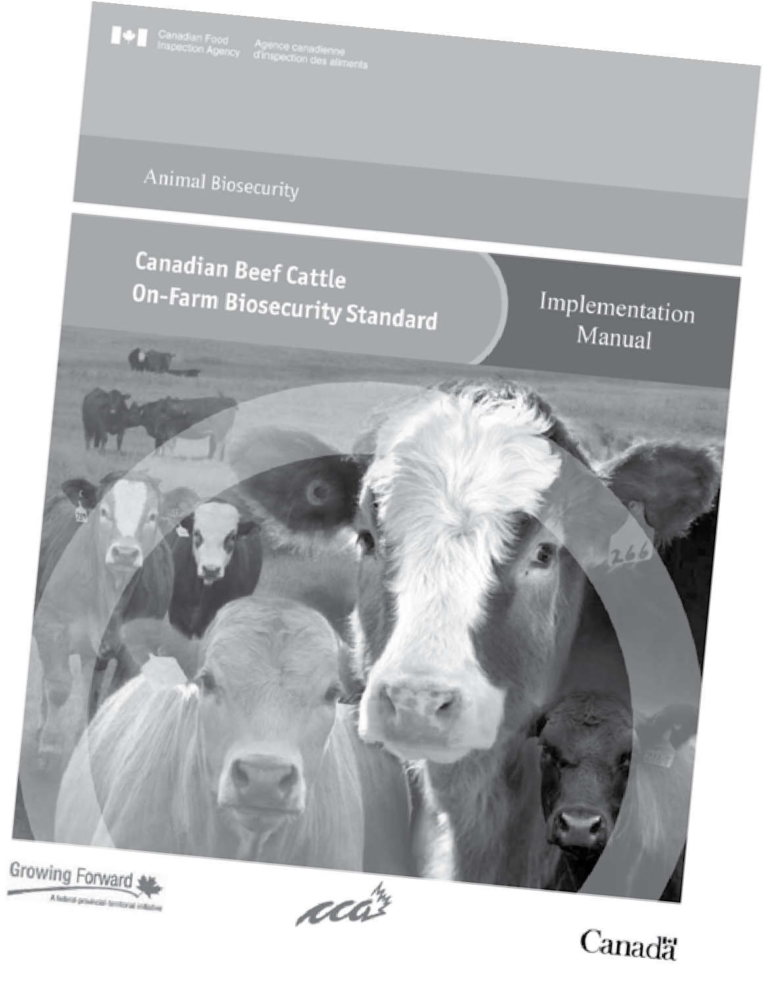 Canadian Food
Inspection Agency
Agence canadienne
d'inspection des aliments
Animal Biosecurity
Canadian Beef Cattle
On-Farm Biosecurity Standard
Implementation
Manual
266
Growing Forward
A federal-provincial-territorial initiative
cca
Canada